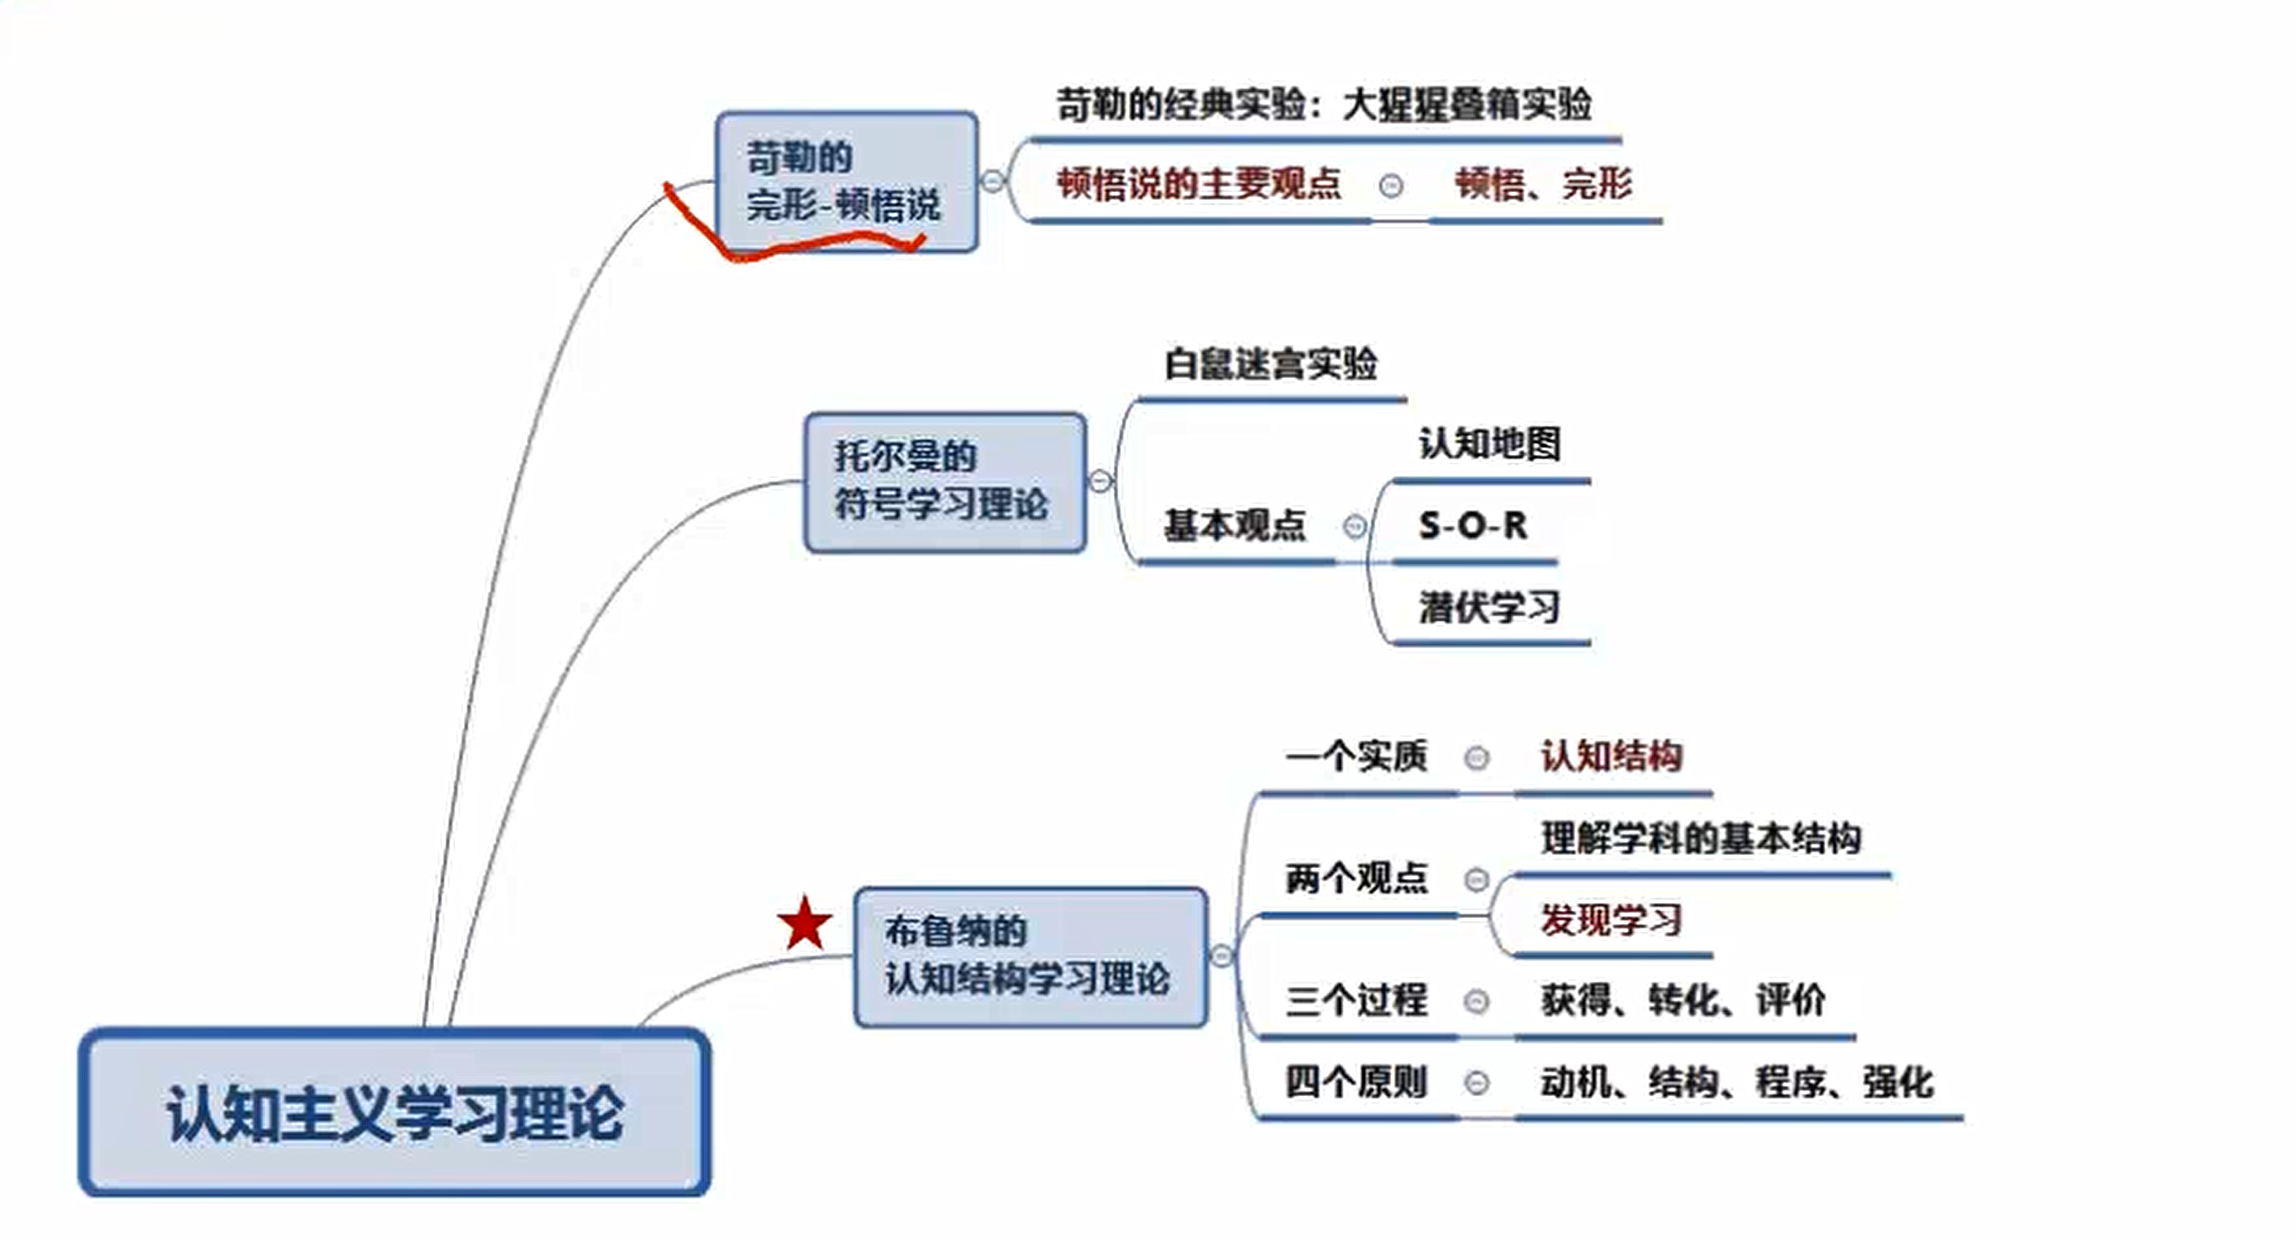 苛勒的经典实验：大猩猩叠箱实验
苛勒的
完形-顿悟说
顿悟说的主要观点
顿悟、完形
白鼠迷宫实验
托尔曼的
符号学习理论
基本观点
认知地图
S-O-R
潜伏学习
布鲁纳的
认知结构学习理论
一个实质
认知结构
两个观点
理解学科的基本结构
发现学习
三个过程
获得、转化、评价
四个原则
动机、结构、程序、强化
认知主义学习理论